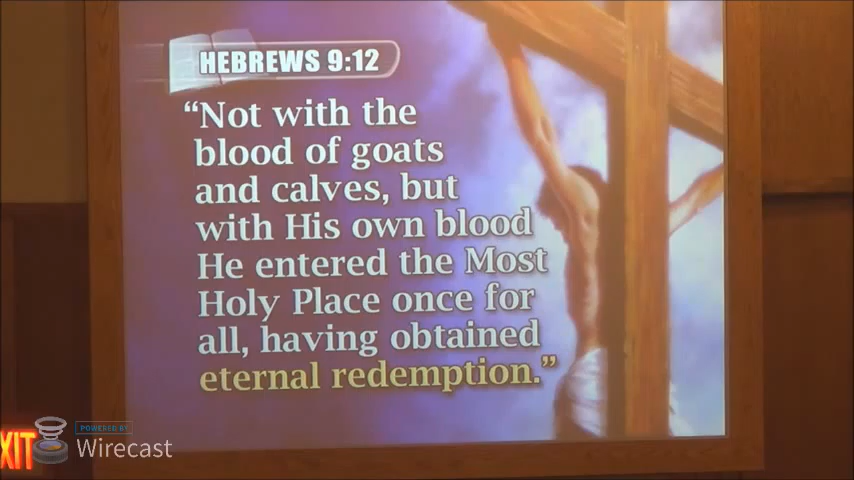 HEBREWS 9:12
“Not with the
blood of goats
and calves, but
with His own blood
He entered the Most
Holy Place once for
all, having obtained
eternal redemption.”
XIT
POWERED BY
Wirecast